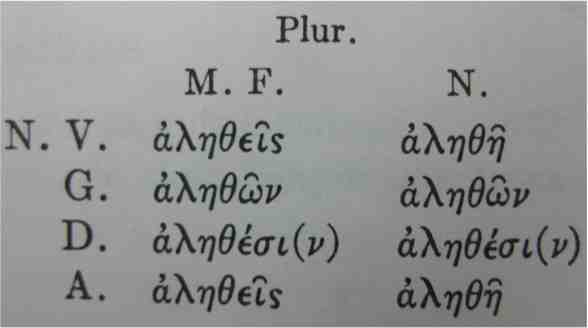 Plur.
M. F. N.
N. V. ἀληθεῖς ἀληθῆ
G. ἀληθῶν ἀληθῶν
D. ἀληθέσι(ν) ἀληθέσι(ν)
A. ἀληθεῖς ἀληθῆ